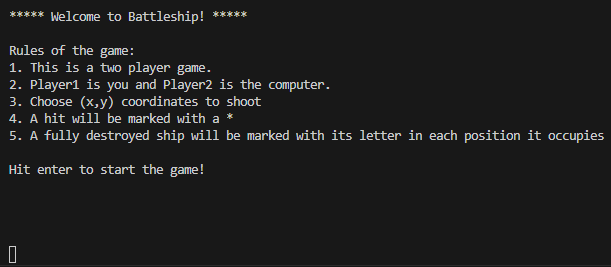 ***** Welcome to Battleship! *****
Rules of the game:
1. This is a two player game.
2. Player1 is you and Player2 is the computer.
3. Choose (x,y) coordinates to shoot
4. A hit will be marked with a *
5. A fully destroyed ship will be marked with its letter in each position it occupies
Hit enter to start the game!